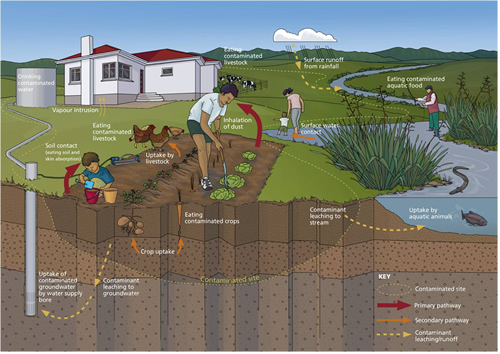 Eating
contaminated
livestock
Surface runoff
from rainfall
Drinking
contaminated
water
Eating contaminated
aquatic food
Vapour intrusion
Inhalation
of dust
Eating
contaminated
livestock
Surface water
contact
Soil contact
(eating soil and
skin absorption)
Uptake by
livestock
Contaminant
leaching to
stream
Uptake by
aquatic animals
Eating
contaminated crops
Crop uptake
Contaminated site
Uptake of
contaminated
groundwater
by water supply
bore
Contaminant
leaching to
groundwater
KEY
Contaminated site
Primary pathway
Secondary pathway
Contaminant
leaching/runoff